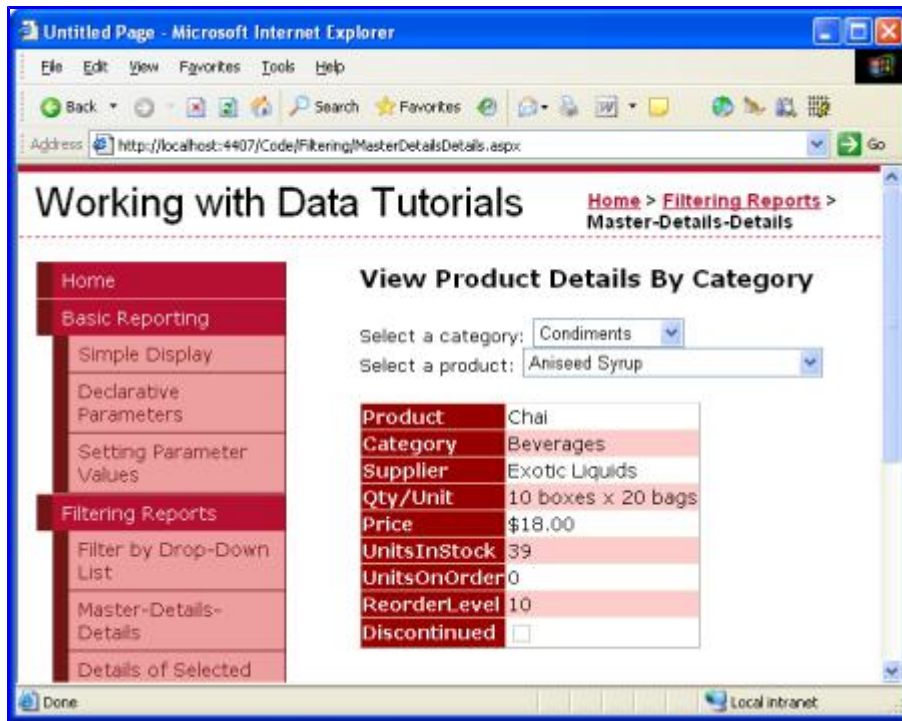 Untitled Page - Microsoft Internet Explorer
File Edit View Favorites Tools Help
Back Search Favorites
Address http://localhost:4407/Code/Filtering/MasterDetailsDetails.aspx Go
Working with Data Tutorials
Home > Filtering Reports >
Master-Details-Details
Home
Basic Reporting
Simple Display
Declarative
Parameters
Setting Parameter
Values
Filtering Reports
Filter by Drop-Down
List
Master-Details-
Details
Details of Selected
View Product Details By Category
Select a category: Condiments
Select a product: Aniseed Syrup
Product Chai
Category Beverages
Supplier Exotic Liquids
Qty/Unit 10 boxes x 20 bags
Price $18.00
UnitsInStock 39
UnitsOnOrder 0
ReorderLevel 10
Discontinued
Done Local intranet